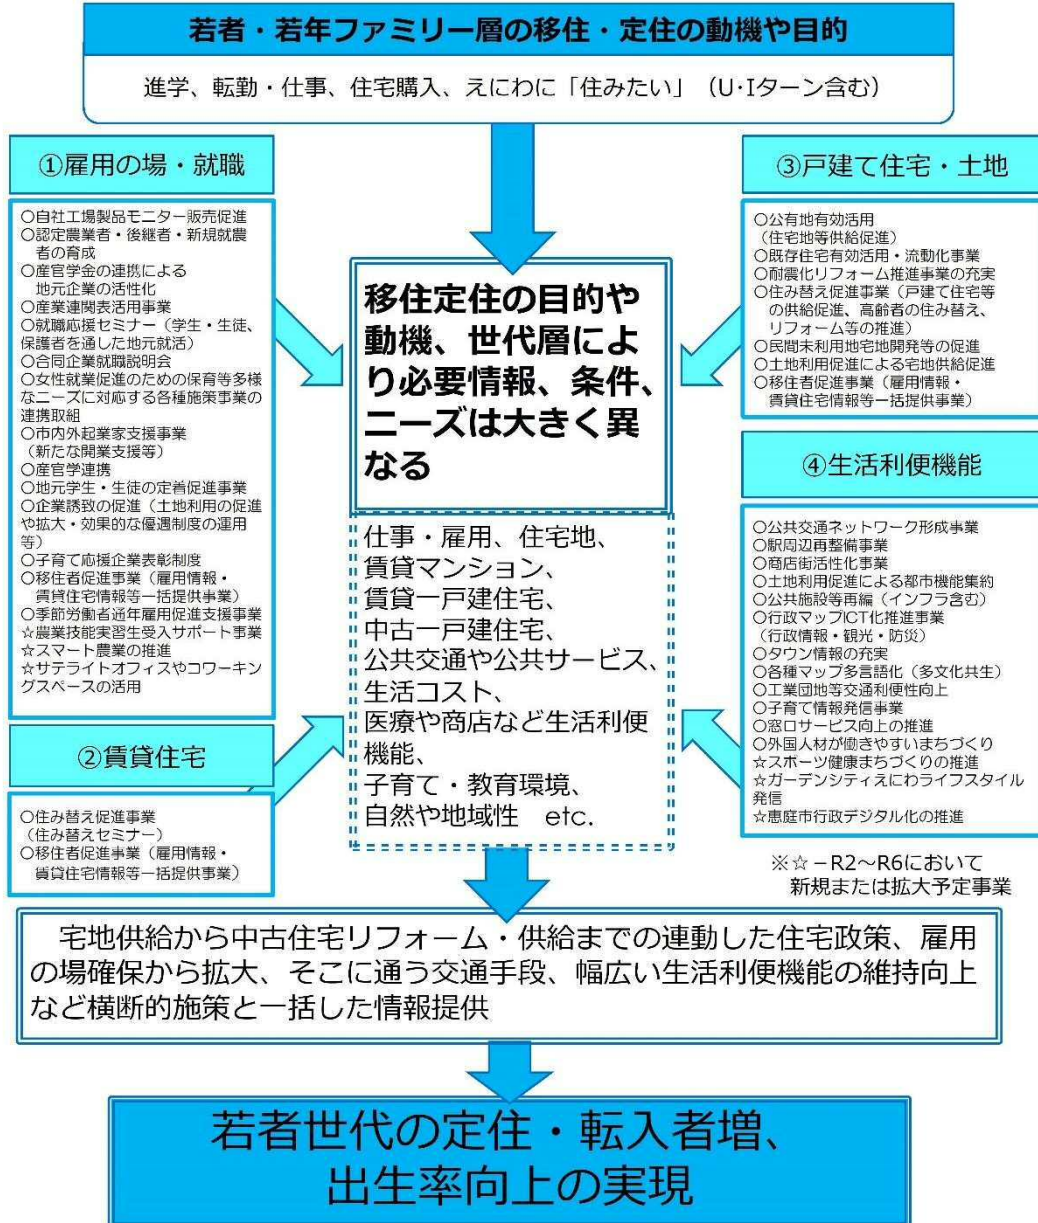 若者・若年ファミリー層の移住・定住の動機や目的
進学、転勤・仕事、住宅購入、えにわに「住みたい」（U・Iターン含む）
①雇用の場・就職
○自社工場製品モニター販売促進
○認定農業者・後継者・新規就農
者の育成
○産官学金の連携による
地元企業の活性化
○産業連関表活用事業
○就職応援セミナー（学生・生徒、
保護者を通した地元就活）
○合同企業就職説明会
○女性就業促進のための保育等多様
なニーズに対応する各種施策事業の
連携取組
○市内外起業家支援事業
（新たな開業支援等）
○産官学連携
○地元学生・生徒の定着促進事業
○企業誘致の促進（土地利用の促進
や拡大・効果的な優遇制度の運用
等）
○子育て応援企業表彰制度
○移住者促進事業（雇用情報・
賃貸住宅情報等一括提供事業）
○季節労働者通年雇用促進支援事業
☆農業技能実習生受入サポート事業
☆スマート農業の推進
☆サテライトオフィスやコワーキン
グスペースの活用
②賃貸住宅
○住み替え促進事業
（住み替えセミナー）
○移住者促進事業（雇用情報・
賃貸住宅情報等一括提供事業）
移住定住の目的や
動機、世代層によ
り必要情報、条件、
ニーズは大きく異
なる
仕事・雇用、住宅地、
賃貸マンション、
賃貸一戸建住宅、
中古一戸建住宅、
公共交通や公共サービス、
生活コスト、
医療や商店など生活利便
機能、
子育て・教育環境、
自然や地域性　etc.
③戸建て住宅・土地
○公有地有効活用
（住宅地等供給促進）
○既存住宅有効活用・流動化事業
○耐震化リフォーム推進事業の充実
○住み替え促進事業（戸建て住宅等
の供給促進、高齢者の住み替え、
リフォーム等の推進）
○民間未利用地宅地開発等の促進
○土地利用促進による宅地供給促進
○移住者促進事業（雇用情報・
賃貸住宅情報等一括提供事業）
④生活利便機能
○公共交通ネットワーク形成事業
○駅周辺再整備事業
○商店街活性化事業
○土地利用促進による都市機能集約
○公共施設等再編（インフラ含む）
○行政マップICT化推進事業
（行政情報・観光・防災）
○タウン情報の充実
○各種マップ多言語化（多文化共生）
○工業団地等交通利便性向上
○子育て情報発信事業
○窓口サービス向上の推進
○外国人材が働きやすいまちづくり
☆スポーツ健康まちづくりの推進
☆ガーデンシティえにわライフスタイル
発信
☆恵庭市行政デジタル化の推進
※☆－R2～R6において
新規または拡大予定事業
宅地供給から中古住宅リフォーム・供給までの連動した住宅政策、雇用
の場確保から拡大、そこに通う交通手段、幅広い生活利便機能の維持向上
など横断的施策と一括した情報提供
若者世代の定住・転入者増、
出生率向上の実現